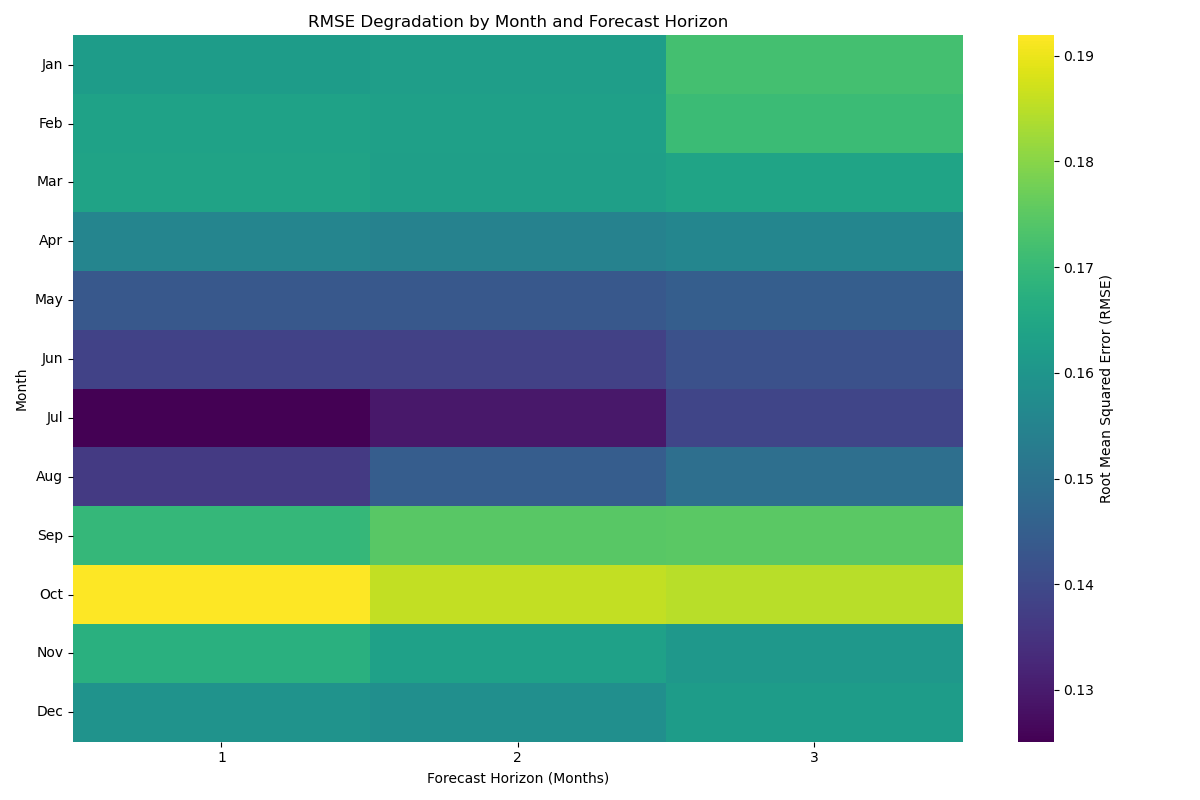 RMSE Degradation by Month and Forecast Horizon
Month
Jan
Feb
Mar
Apr
May
Jun
Jul
Aug
Sep
Oct
Nov
Dec
1
2
3
Forecast Horizon (Months)
0.19
0.18
0.17
0.16
0.15
0.14
0.13
Root Mean Squared Error (RMSE)